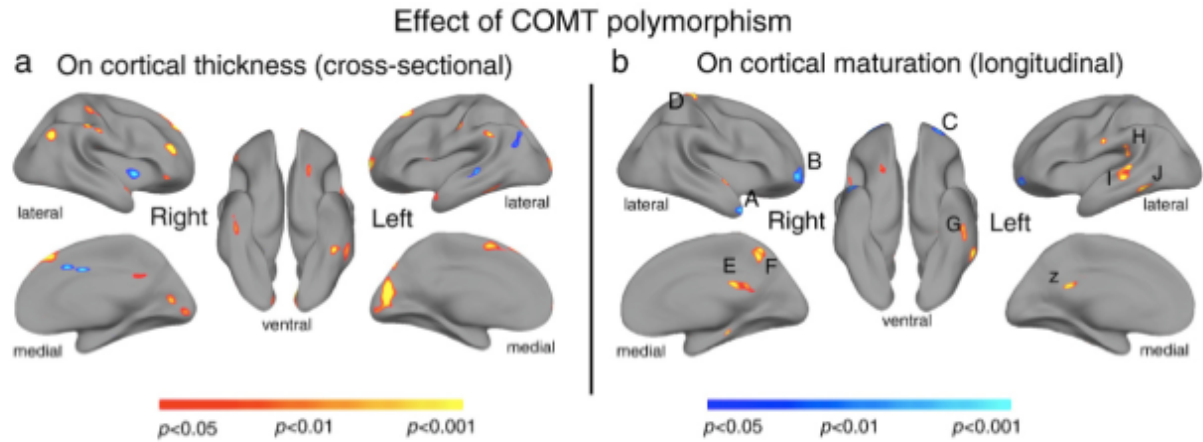 Effect of COMT polymorphism
a On cortical thickness (cross-sectional)
b On cortical maturation (longitudinal)
lateral
Right
Left
lateral
medial
ventral
medial
D
B
A
lateral
Right
C
G
Left
H
I
J
lateral
E
F
medial
ventral
z
medial
p<0.05 p<0.01 p<0.001
p<0.05 p<0.01 p<0.001